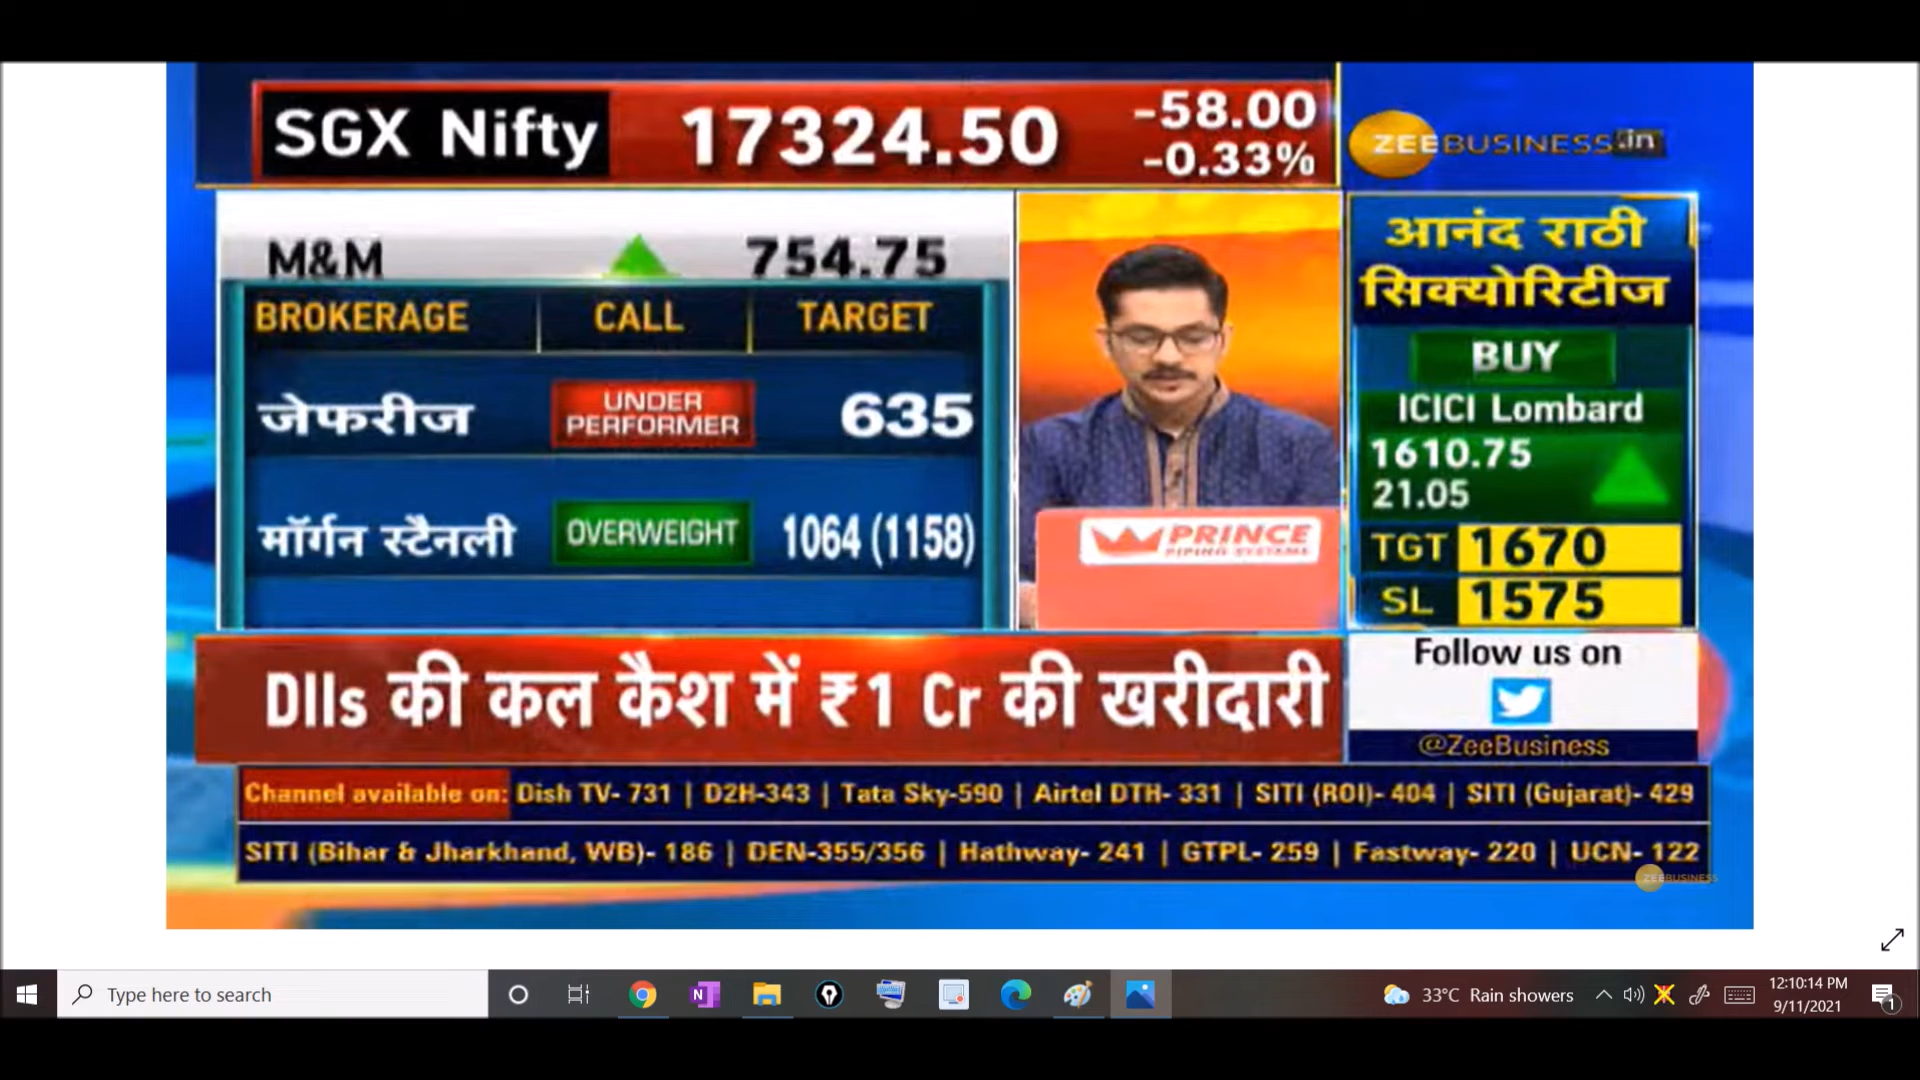 SGX Nifty 17324.50 -58.00
-0.33%
ZEEBUSINESS.in
M&M 754.75
BROKERAGE CALL TARGET
जेफरीज UNDER PERFORMER 635
मॉर्गन स्टैनली OVERWEIGHT 1064 (1158)
PRINCE
PIPING SYSTEMS
आनंद राठी
सिक्योरिटीज
BUY
ICICI Lombard
1610.75
21.05
TGT 1670
SL 1575
DIIs की कल कैश में ₹1 Cr की खरीदारी
Follow us on
@ZeeBusiness
Channel available on: Dish TV- 731 | D2H-343 | Tata Sky-590 | Airtel DTH- 331 | SITI (ROI)- 404 | SITI (Gujarat)- 429
SITI (Bihar & Jharkhand, WB)- 186 | DEN-355/356 | Hathway- 241 | GTPL- 259 | Fastway- 220 | UCN- 122
ZEEBUSINESS
Type here to search
N
33°C Rain showers
12:10:14 PM
9/11/2021
1